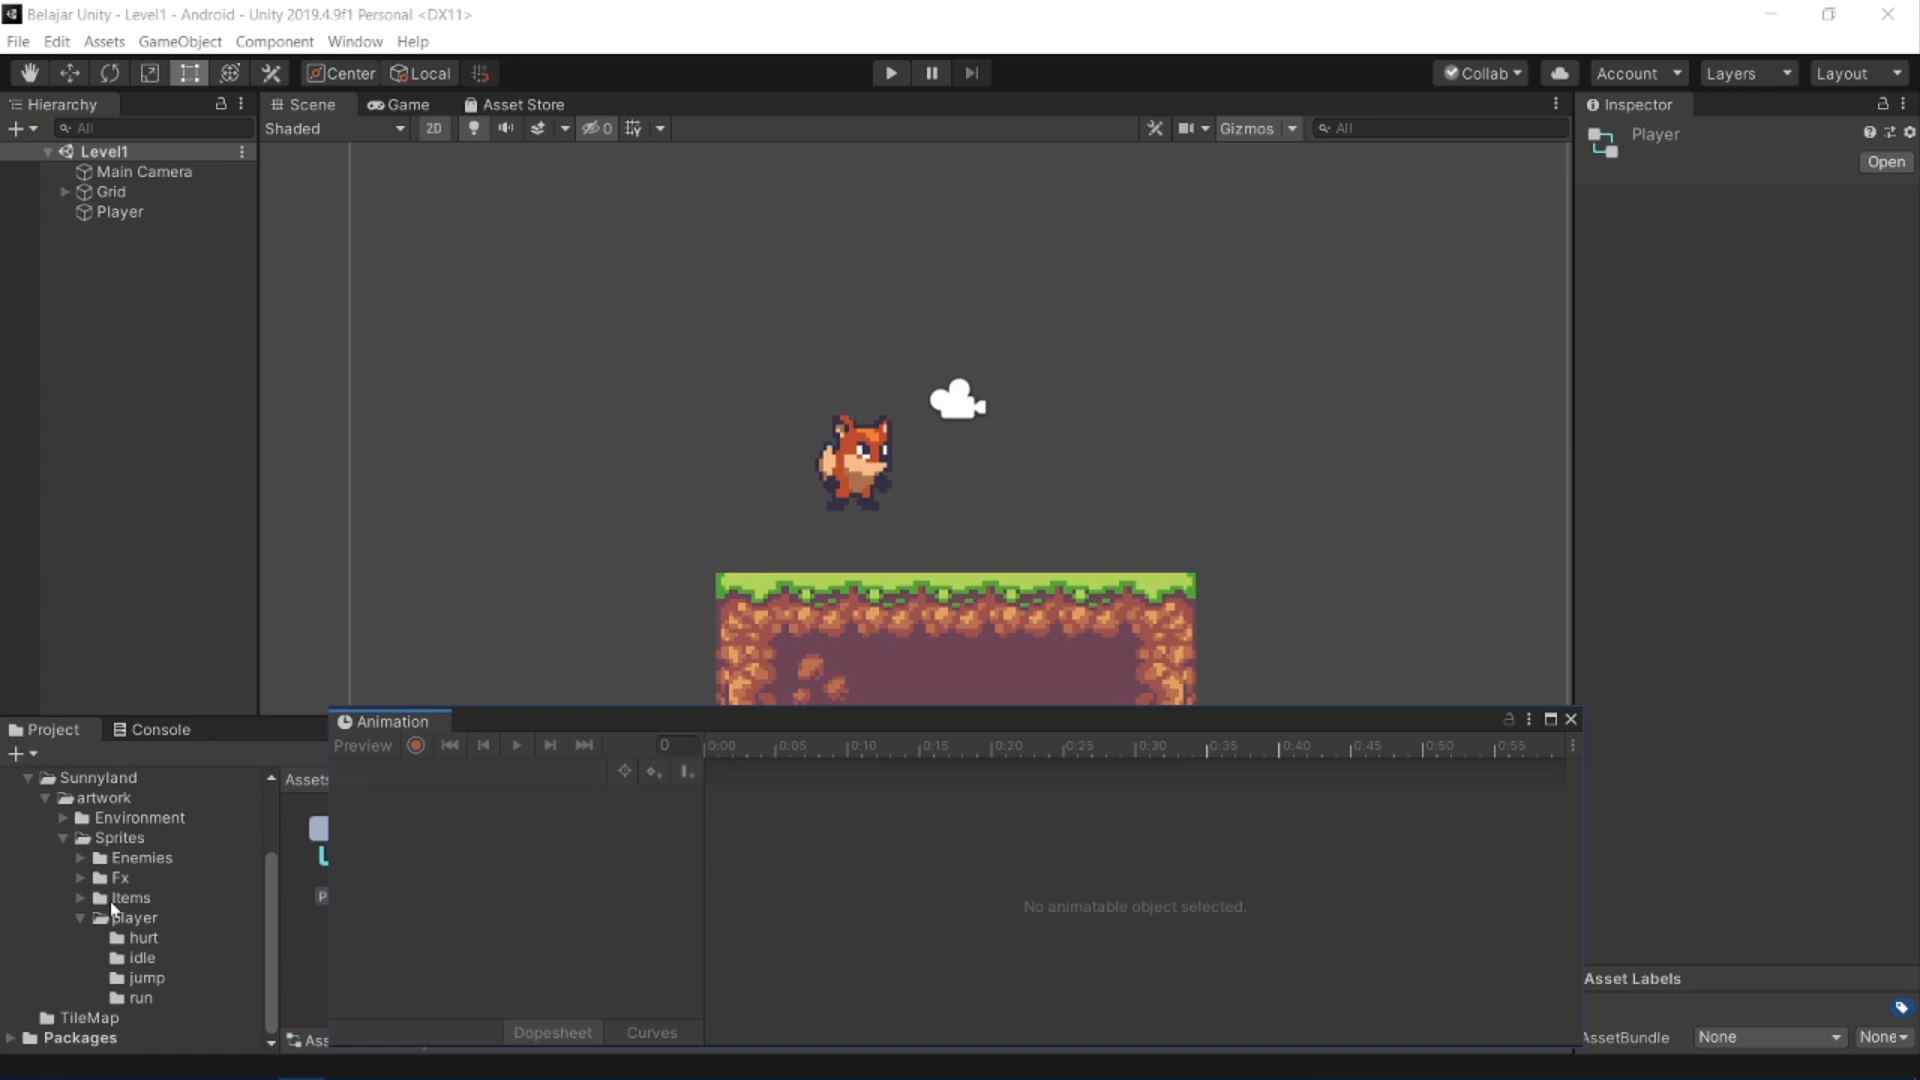 Belajar Unity - Level1 - Android - Unity 2019.4.9f1 Personal <DX11>
File Edit Assets GameObject Component Window Help
Center Local Collab Account Layers Layout
Hierarchy Scene Game Asset Store Inspector
All Shaded 2D 0 Gizmos All Player
Open
Level1
Main Camera
Grid
Player
Project Console Animation
Preview 0 0:00 0:05 0:10 0:15 0:20 0:25 0:30 0:35 0:40 0:45 0:50 0:55
Sunnyland Assets
artwork
Environment
Sprites
Enemies
Fx
Items P
player No animatable object selected.
hurt
idle
jump Asset Labels
run
TileMap
Packages Ass Dopesheet Curves AssetBundle None None